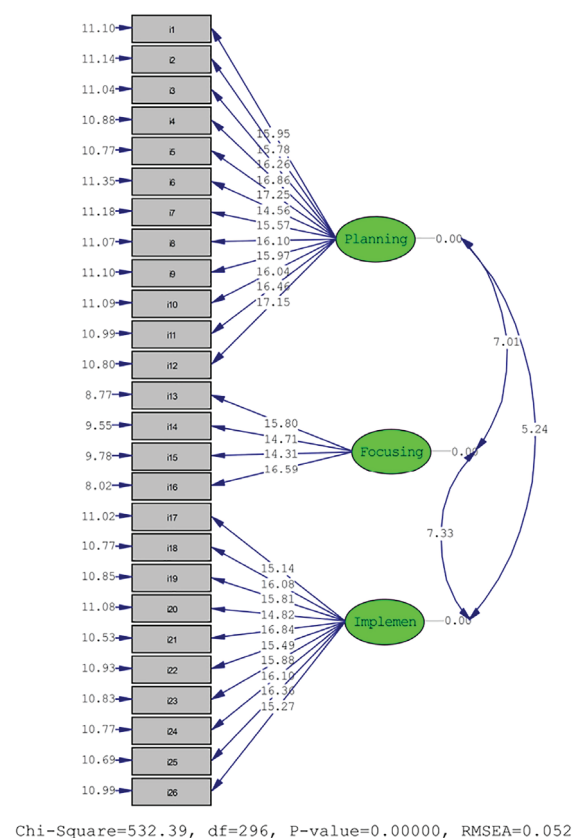 11.10 i1
11.14 i2
11.04 i3
10.88 i4
15.95
10.77 i5
15.78
16.26
11.35 i6
16.86
17.25
14.56
11.18 i7
15.57
11.07 i8
16.10
Planning 0.00
15.97
11.10 i9
16.04
16.46
11.09 i10
17.15
10.99 i11
7.01
10.80 i12
8.77 i13
15.80
9.55 i14
14.71
5.24
9.78 i15
14.31
Focusing 0.00
16.59
8.02 i16
11.02 i17
7.33
10.77 i18
15.14
10.85 i19
16.08
15.81
11.08 i20
14.82
Implemen 0.00
10.53 i21
16.84
15.49
10.93 i22
15.88
16.10
10.83 i23
16.36
15.27
10.77 i24
10.69 i25
10.99 i26
Chi-Square=532.39, df=296, P-value=0.00000, RMSEA=0.052